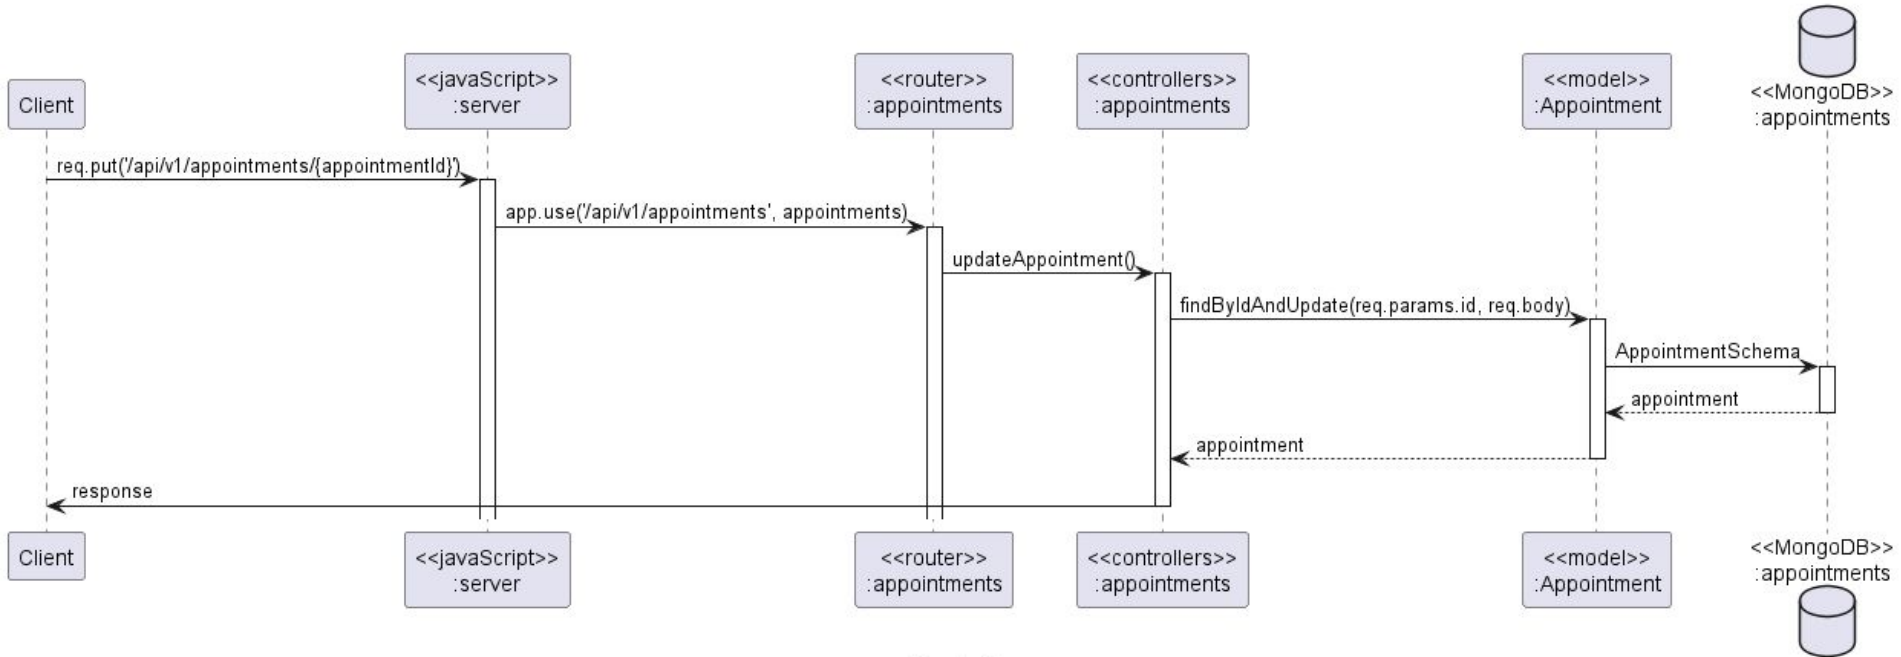 <<MongoDB>>
:appointments
Client
<<javaScript>>
:server
<<router>>
:appointments
<<controllers>>
:appointments
<<model>>
:Appointment
req.put('/api/v1/appointments/{appointmentId}')
app.use('/api/v1/appointments', appointments)
updateAppointment()
findByIdAndUpdate(req.params.id, req.body)
AppointmentSchema
appointment
appointment
response
Client
<<javaScript>>
:server
<<router>>
:appointments
<<controllers>>
:appointments
<<model>>
:Appointment
<<MongoDB>>
:appointments